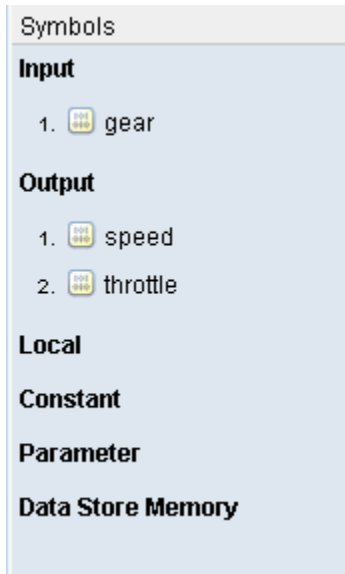 Symbols
Input
1. gear
Output
1. speed
2. throttle
Local
Constant
Parameter
Data Store Memory